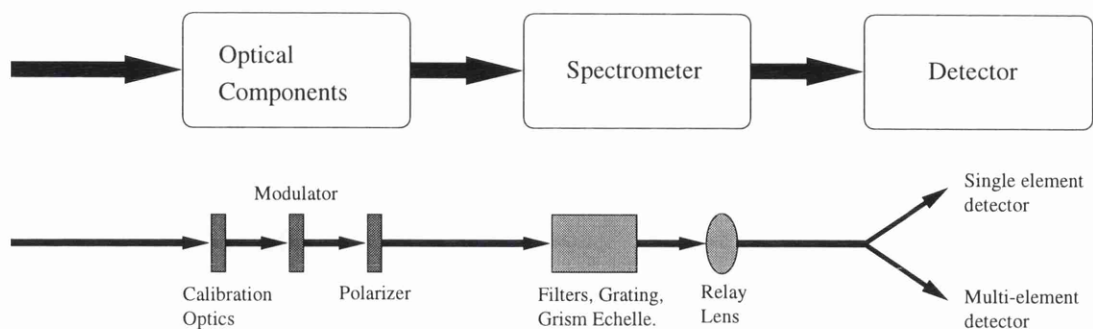 Optical
Components
Spectrometer
Detector
Modulator
Calibration
Optics
Polarizer
Filters, Grating,
Grism Echelle.
Relay
Lens
Single element
detector
Multi-element
detector